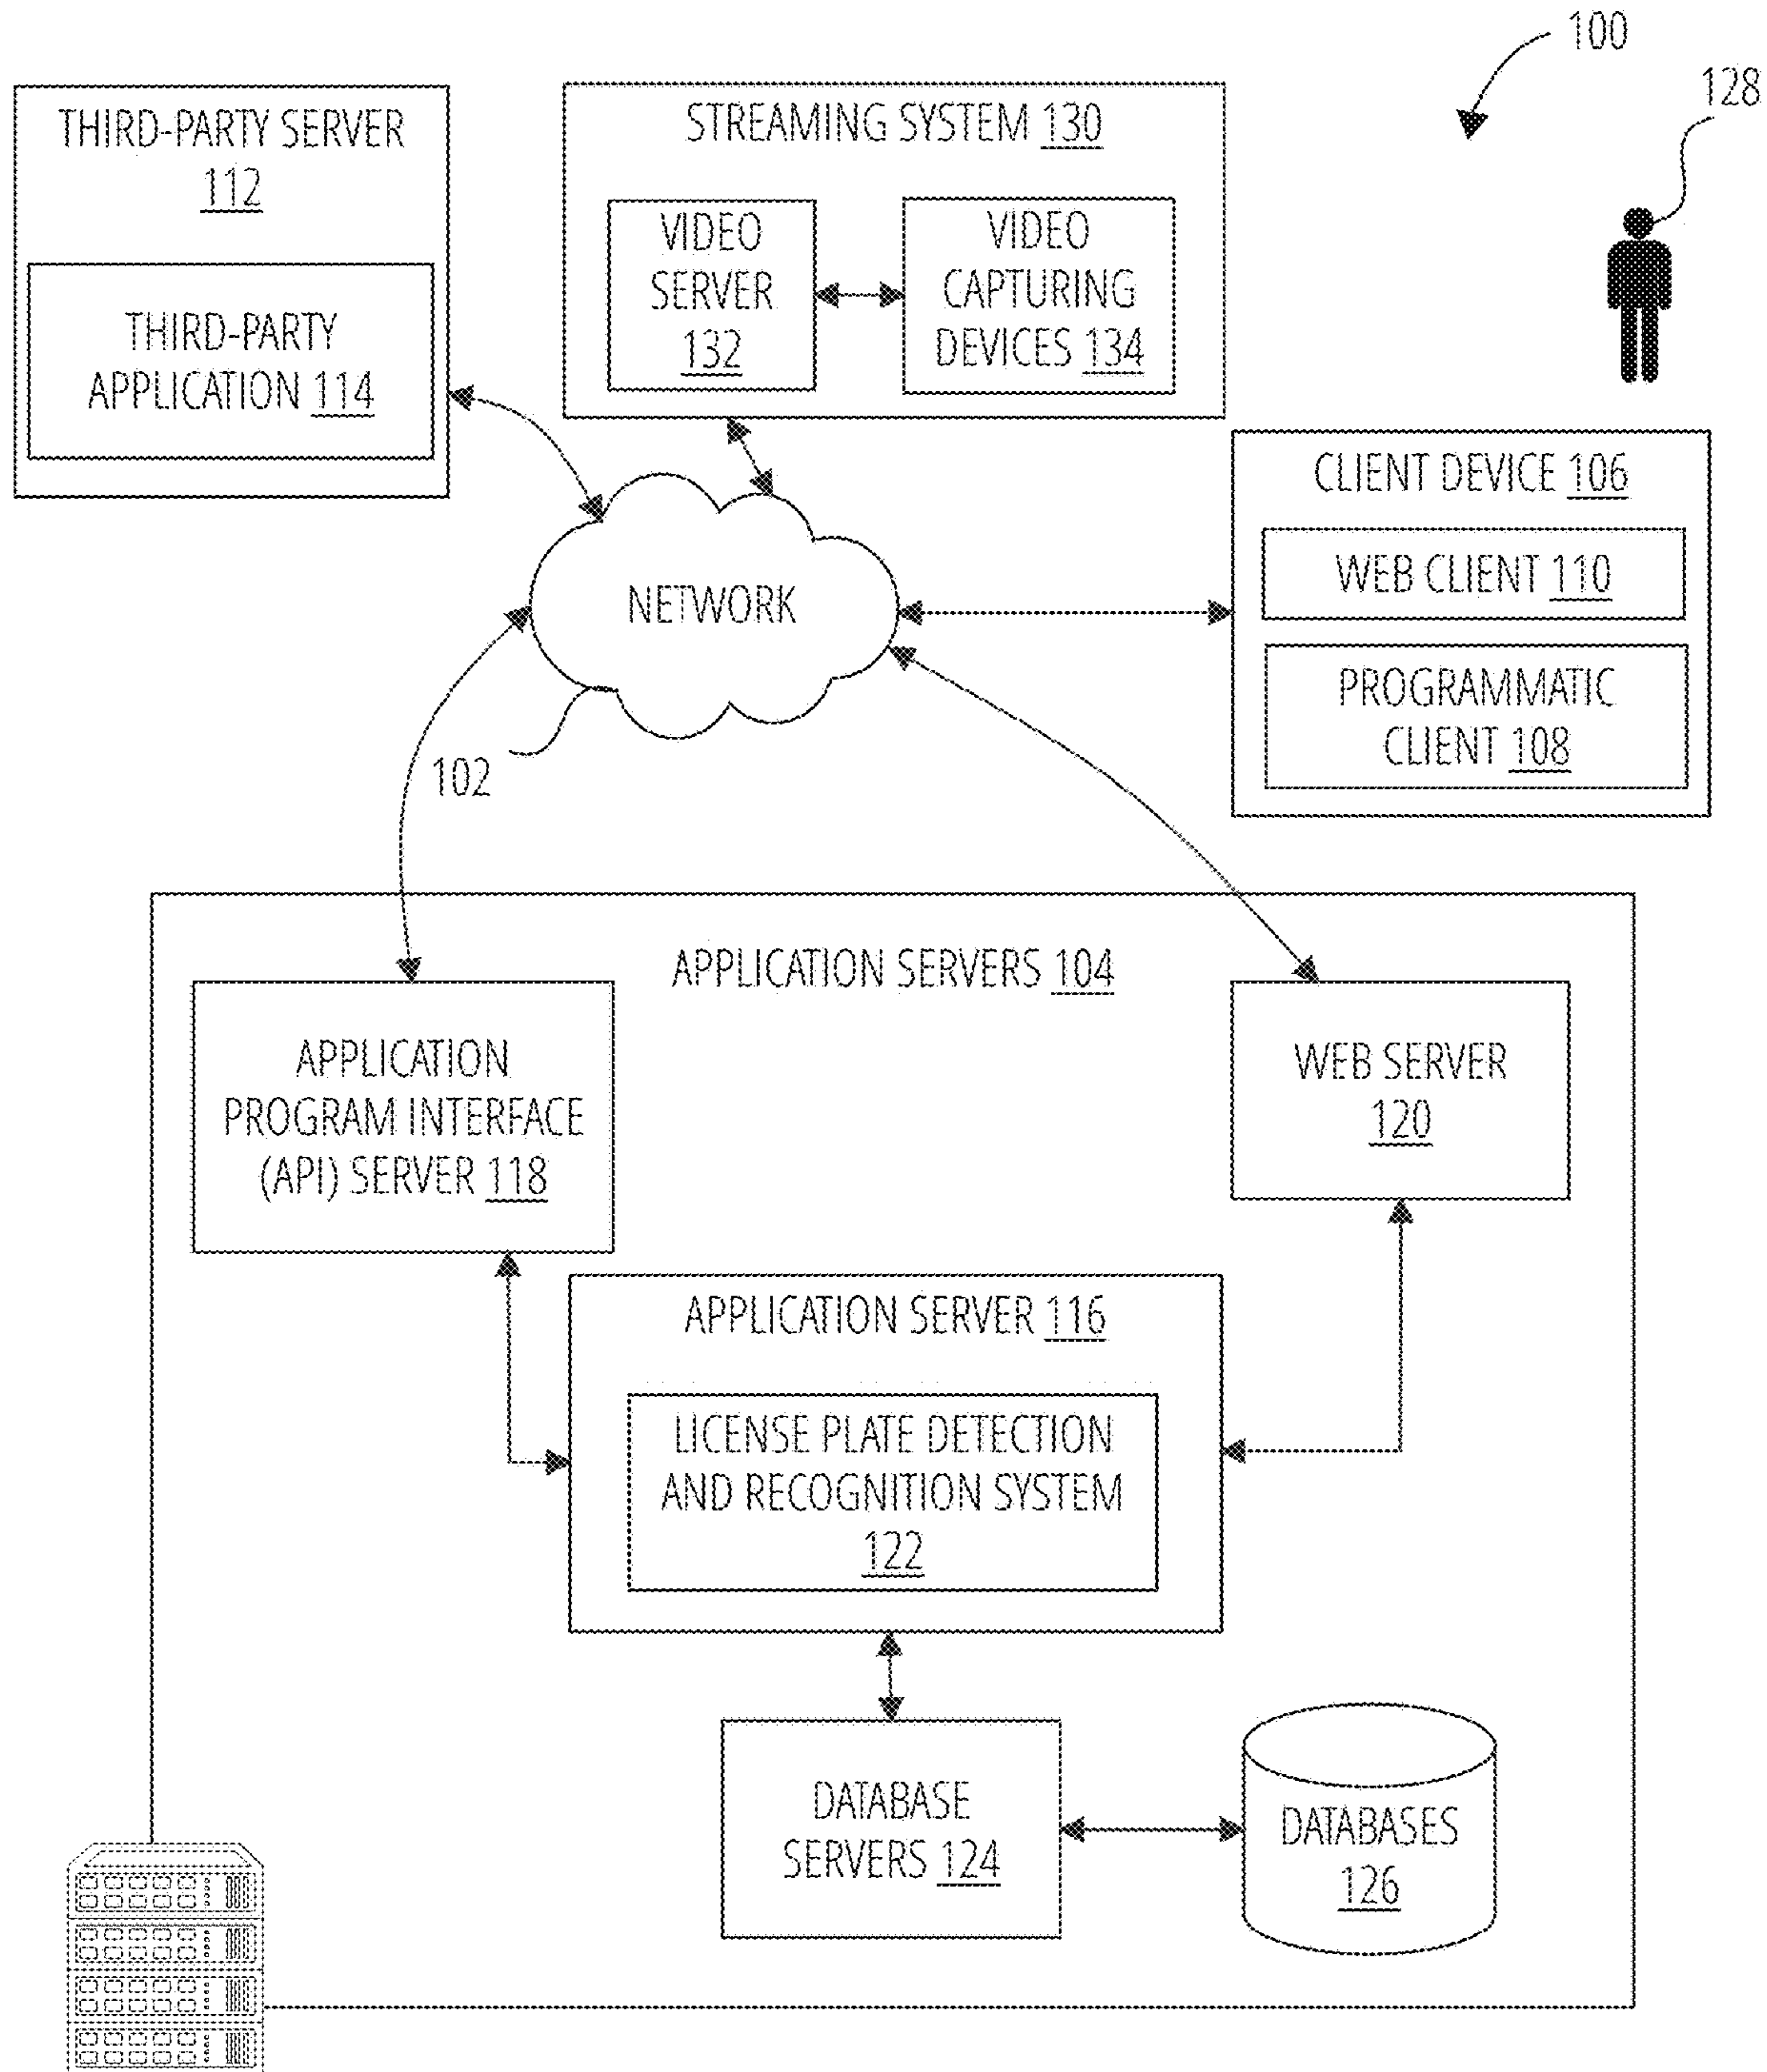 100
128
THIRD-PARTY SERVER
112
THIRD-PARTY
APPLICATION 114
STREAMING SYSTEM 130
VIDEO
SERVER
132
VIDEO
CAPTURING
DEVICES 134
CLIENT DEVICE 106
WEB CLIENT 110
PROGRAMMATIC
CLIENT 108
NETWORK
102
APPLICATION SERVERS 104
APPLICATION
PROGRAM INTERFACE
(API) SERVER 118
WEB SERVER
120
APPLICATION SERVER 116
LICENSE PLATE DETECTION
AND RECOGNITION SYSTEM
122
DATABASE
SERVERS 124
DATABASES
126